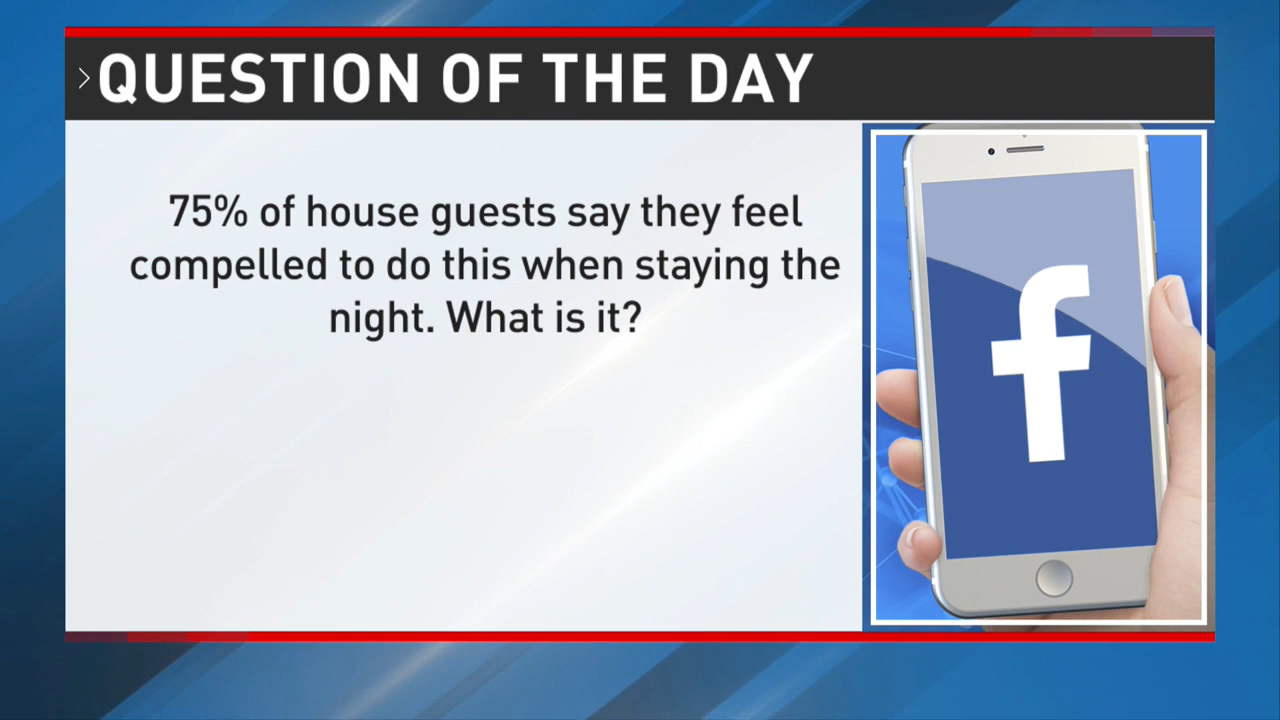 QUESTION OF THE DAY
75% of house guests say they feel
compelled to do this when staying the
night. What is it?
f